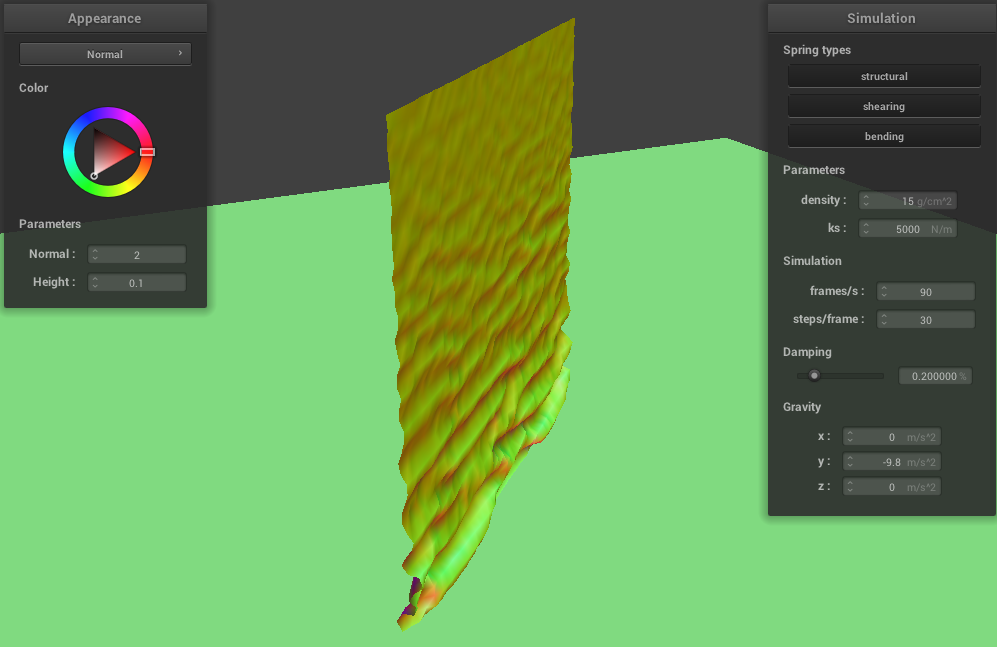 Appearance
Normal
Color
Parameters
Normal : 2
Height : 0.1
Simulation
Spring types
structural
shearing
bending
Parameters
density : 15 g/cm^2
ks : 5000 N/m
Simulation
frames/s : 90
steps/frame : 30
Damping
0.200000 %
Gravity
x : 0 m/s^2
y : -9.8 m/s^2
z : 0 m/s^2